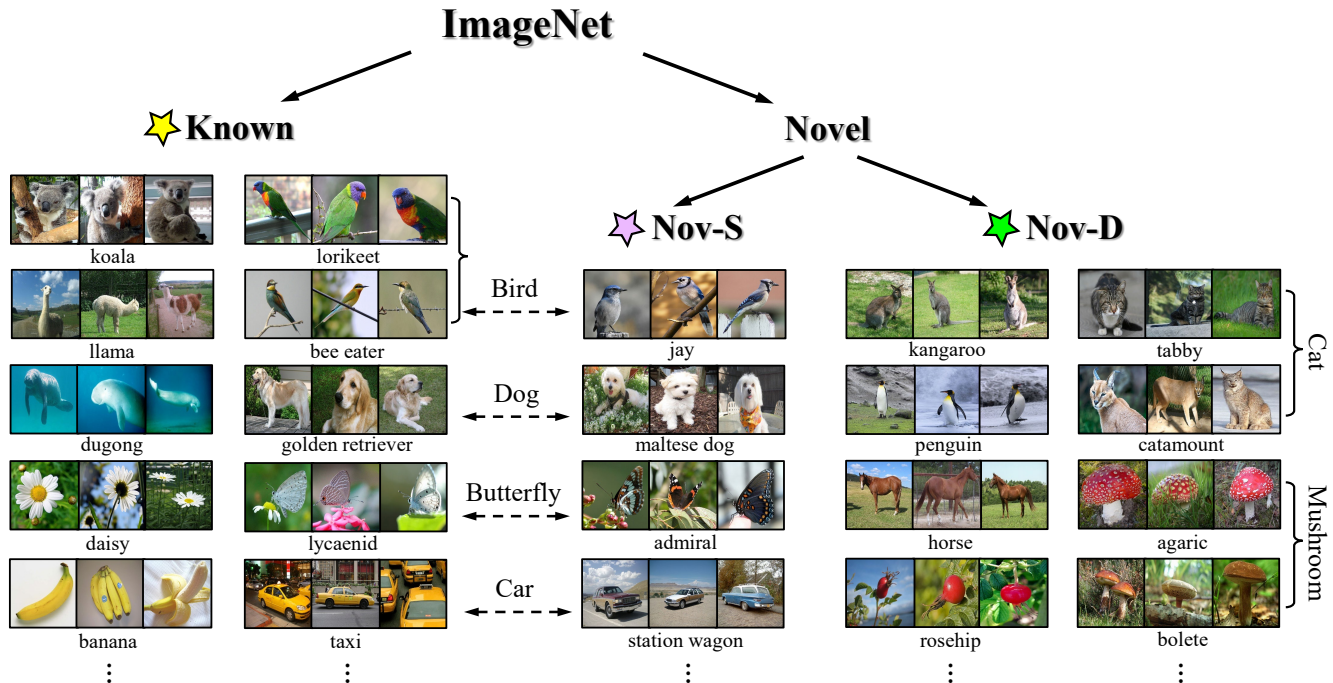 ImageNet
Known
Novel
Nov-S
Nov-D
koala
lorikeet
Bird
llama
bee eater
jay
kangaroo
tabby
Cat
Dog
dugong
golden retriever
maltese dog
penguin
catamount
Butterfly
daisy
lycaenid
admiral
horse
agaric
Mushroom
Car
banana
taxi
station wagon
rosehip
bolete